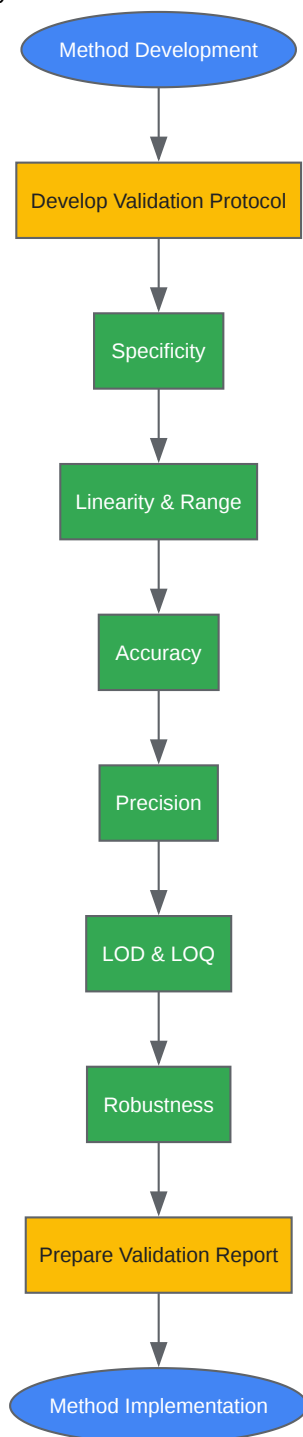 Method Development
Develop Validation Protocol
Specificity
Linearity & Range
Accuracy
Precision
LOD & LOQ
Robustness
Prepare Validation Report
Method Implementation